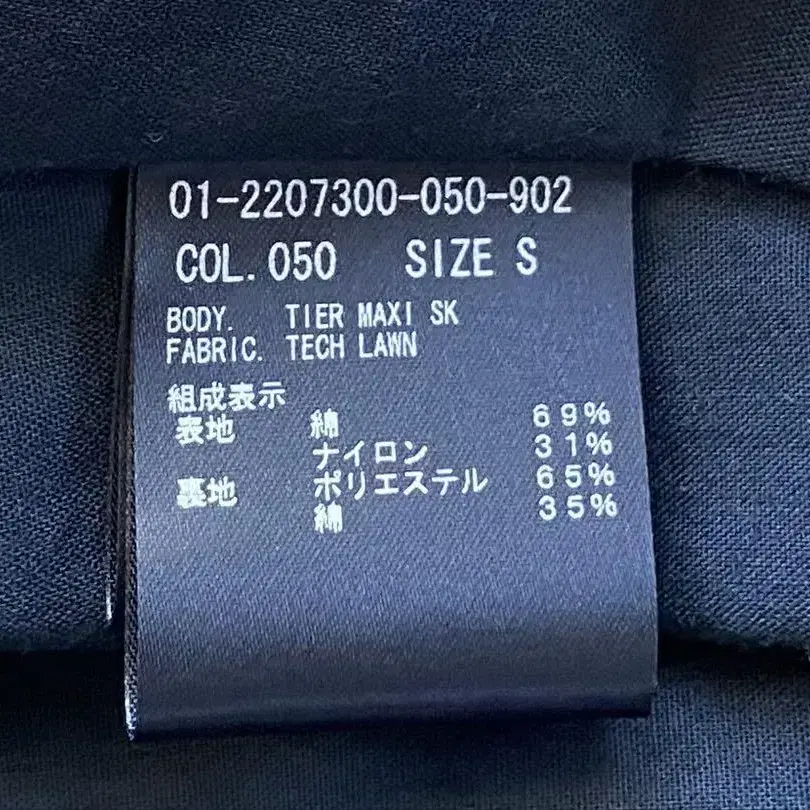 01-2207300-050-902
COL. 050 SIZE S
BODY. TIER MAXI SK
FABRIC. TECH LAWN
組成表示
表地 綿 69%
ナイロン 31%
裏地 ポリエステル 65%
綿 35%